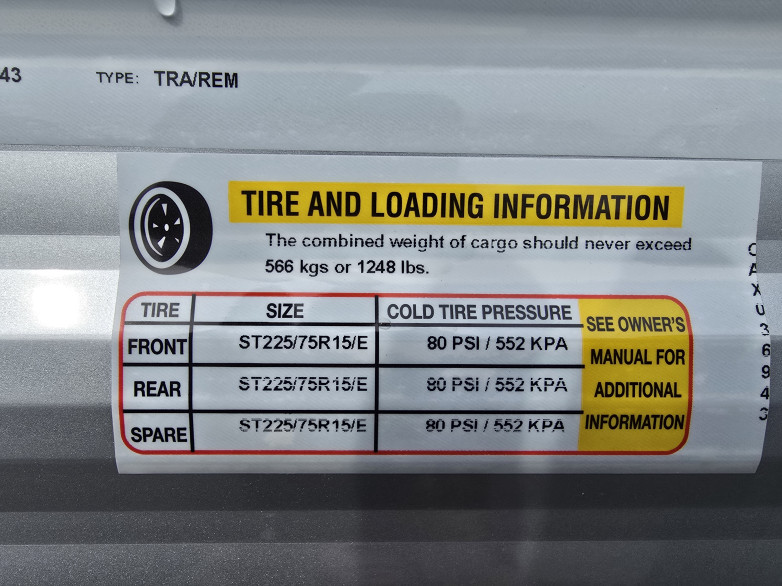 43 TYPE: TRA/REM
TIRE AND LOADING INFORMATION
The combined weight of cargo should never exceed
566 kgs or 1248 lbs.
TIRE SIZE COLD TIRE PRESSURE SEE OWNER'S
FRONT ST225/75R15/E 80 PSI / 552 KPA MANUAL FOR
REAR ST225/75R15/E 80 PSI / 552 KPA ADDITIONAL
SPARE ST225/75R15/E 80 PSI / 552 KPA INFORMATION
CAXU36943